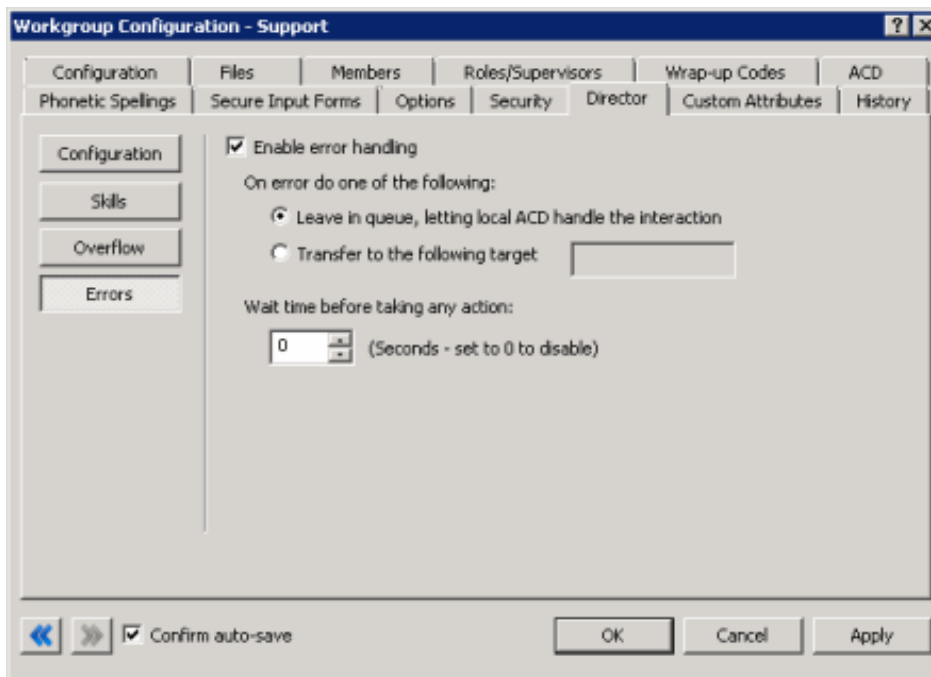 Workgroup Configuration - Support
Configuration Files Members Roles/Supervisors Wrap-up Codes ACD
Phonetic Spellings Secure Input Forms Options Security Director Custom Attributes History
Configuration
Skills
Overflow
Errors
Enable error handling
On error do one of the following:
Leave in queue, letting local ACD handle the interaction
Transfer to the following target
Wait time before taking any action:
0 (Seconds - set to 0 to disable)
Confirm auto-save OK Cancel Apply